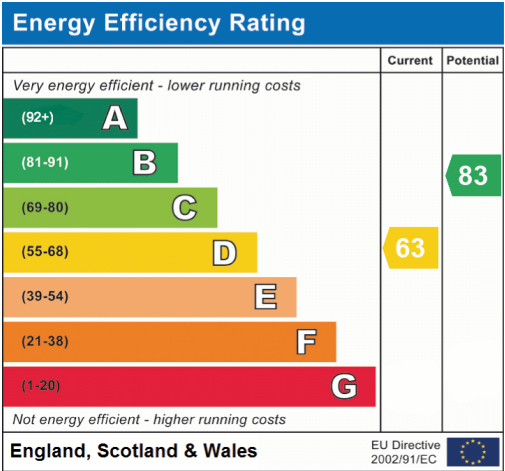 Energy Efficiency Rating
Current Potential
Very energy efficient - lower running costs
(92+) A
(81-91) B
83
(69-80) C
(55-68) D
63
(39-54) E
(21-38) F
(1-20) G
Not energy efficient - higher running costs
England, Scotland & Wales
EU Directive
2002/91/EC